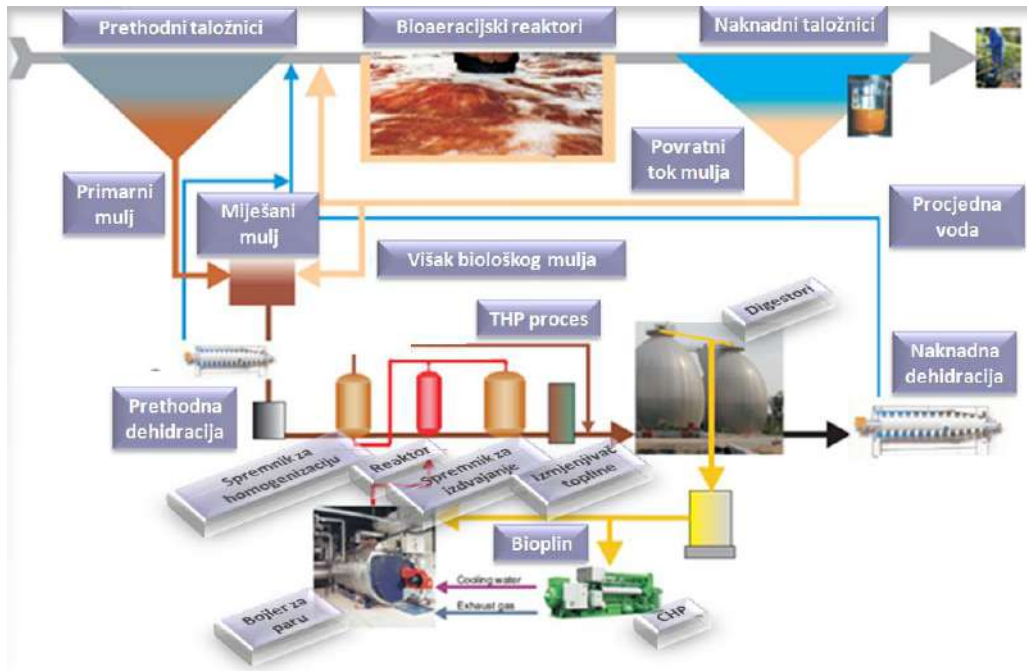 Prethodni taložnici
Bioaeracijski reaktori
Naknadni taložnici
Povratni
tok mulja
Primarni
mulj
Miješani
mulj
Procjedna
voda
Višak biološkog mulja
THP proces
Digestori
Naknadna
dehidracija
Prethodna
dehidracija
Spremnik za
homogenizaciju
Reaktor
Spremnik za
izdvajanje
Izmjenjivač
topline
Bioplin
Cooling water
Exhaust gas
Bojler za
paru
CHP